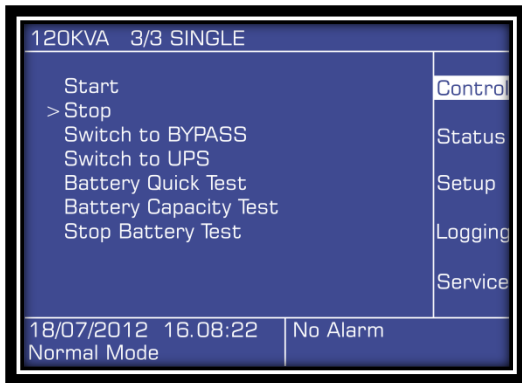 120KVA 3/3 SINGLE
Start
> Stop
Switch to BYPASS
Switch to UPS
Battery Quick Test
Battery Capacity Test
Stop Battery Test
Control
Status
Setup
Logging
Service
18/07/2012 16.08:22
Normal Mode
No Alarm